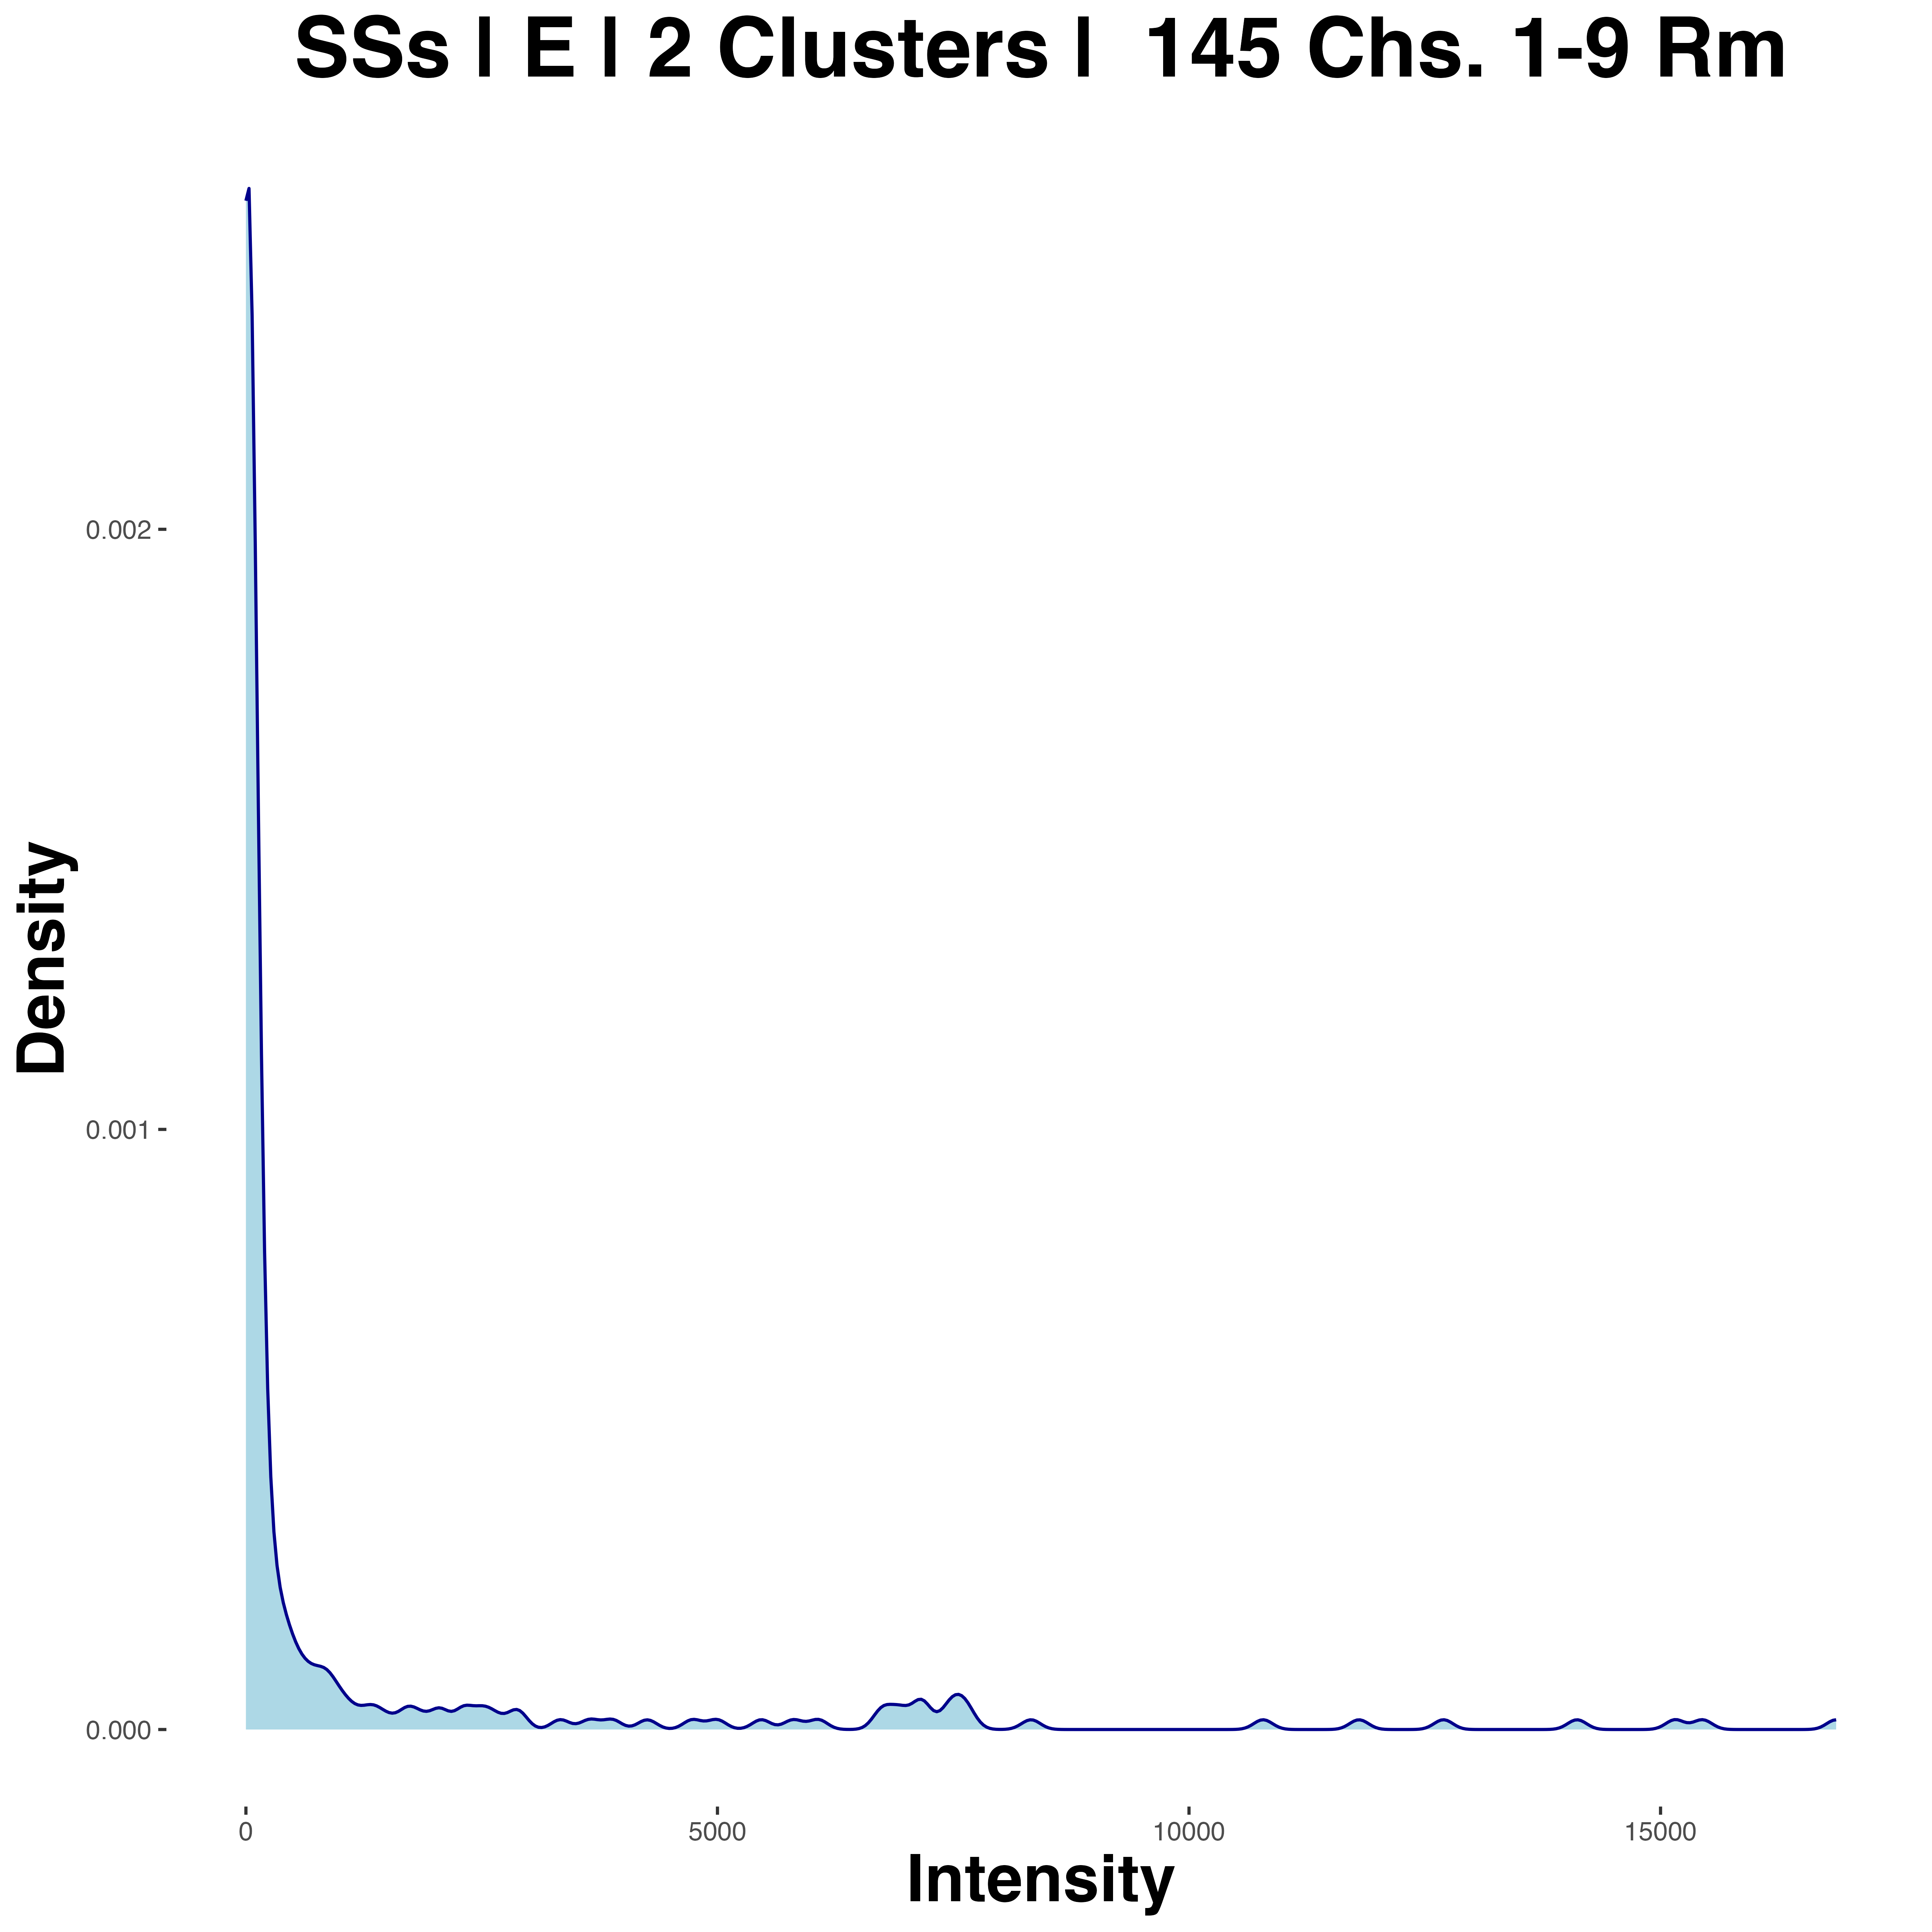 SSs | E | 2 Clusters |  145 Chs. 1-9 Rm
Density
0.002
0.001
0.000
0
5000
10000
15000
Intensity